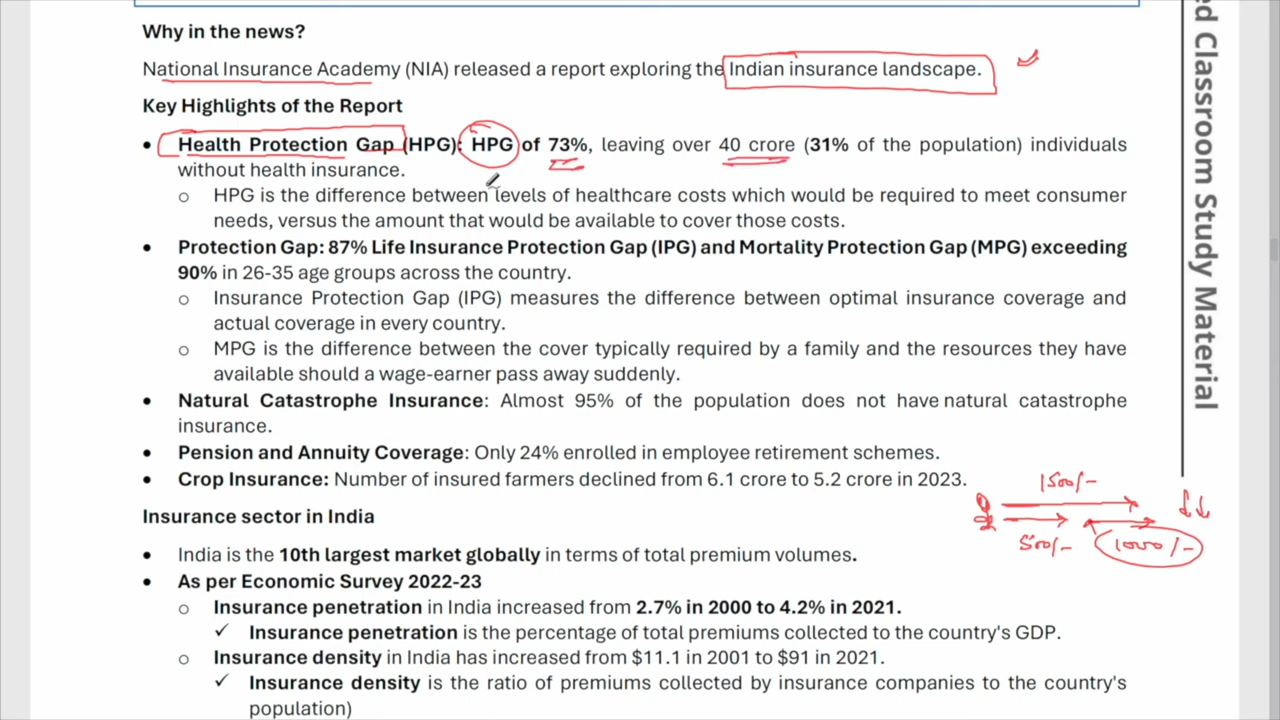 Why in the news?
National Insurance Academy (NIA) released a report exploring the Indian insurance landscape.
Key Highlights of the Report
• Health Protection Gap (HPG): HPG of 73%, leaving over 40 crore (31% of the population) individuals
without health insurance.
○ HPG is the difference between levels of healthcare costs which would be required to meet consumer
needs, versus the amount that would be available to cover those costs.
• Protection Gap: 87% Life Insurance Protection Gap (IPG) and Mortality Protection Gap (MPG) exceeding
90% in 26-35 age groups across the country.
○ Insurance Protection Gap (IPG) measures the difference between optimal insurance coverage and
actual coverage in every country.
○ MPG is the difference between the cover typically required by a family and the resources they have
available should a wage-earner pass away suddenly.
• Natural Catastrophe Insurance: Almost 95% of the population does not have natural catastrophe
insurance.
• Pension and Annuity Coverage: Only 24% enrolled in employee retirement schemes.
• Crop Insurance: Number of insured farmers declined from 6.1 crore to 5.2 crore in 2023.
1500/-
500/-
1000/-
Insurance sector in India
• India is the 10th largest market globally in terms of total premium volumes.
• As per Economic Survey 2022-23
○ Insurance penetration in India increased from 2.7% in 2000 to 4.2% in 2021.
✓ Insurance penetration is the percentage of total premiums collected to the country's GDP.
○ Insurance density in India has increased from $11.1 in 2001 to $91 in 2021.
✓ Insurance density is the ratio of premiums collected by insurance companies to the country's
population)
Classroom Study Material